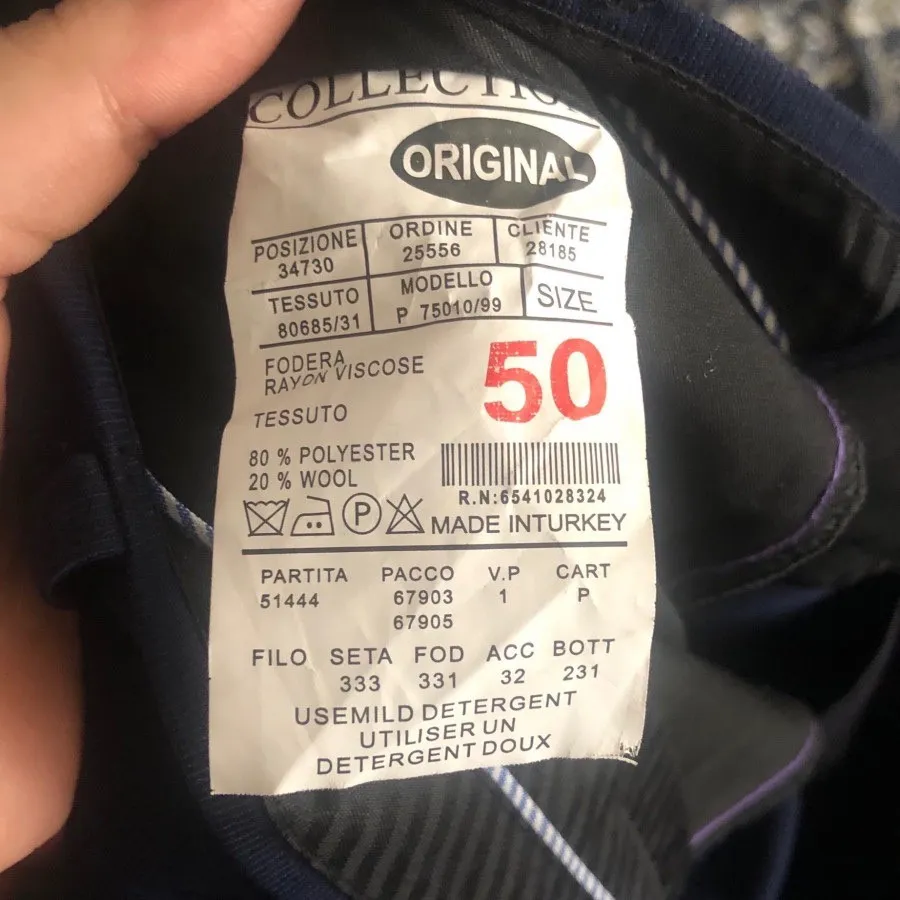 COLLECTIO
ORIGINAL
POSIZIONE ORDINE CLIENTE
34730 25556 28185
TESSUTO MODELLO SIZE
80685/31 P 75010/99
FODERA
RAYON VISCOSE
50
TESSUTO
80 % POLYESTER
20 % WOOL
R.N:6541028324
P MADE INTURKEY
PARTITA PACCO V.P CART
51444 67903 1 P
67905
FILO SETA FOD ACC BOTT
333 331 32 231
USEMILD DETERGENT
UTILISER UN
DETERGENT DOUX